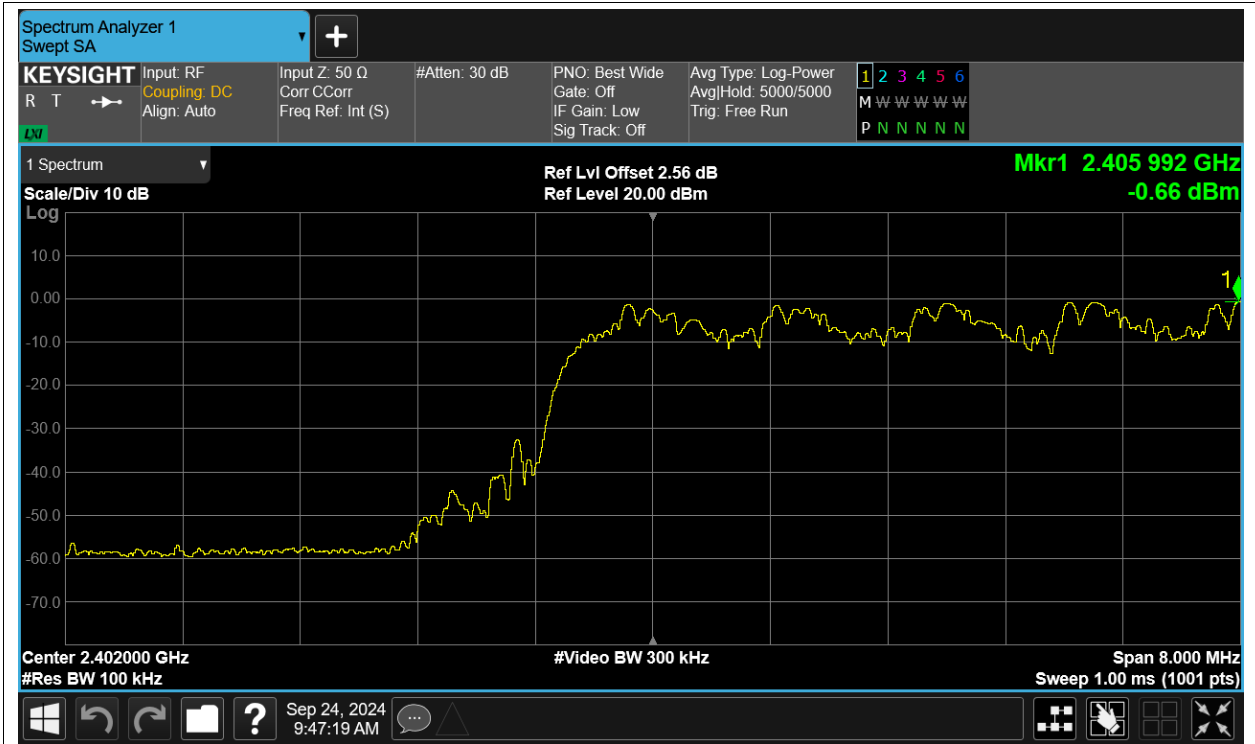 Spectrum Analyzer 1
Swept SA
KEYSIGHT
R T
LXI
Input: RF
Coupling: DC
Align: Auto
Input Z: 50 Ω
Corr CCorr
Freq Ref: Int (S)
#Atten: 30 dB
PNO: Best Wide
Gate: Off
IF Gain: Low
Sig Track: Off
Avg Type: Log-Power
Avg|Hold: 5000/5000
Trig: Free Run
1 2 3 4 5 6
M W W W W W
P N N N N N
1 Spectrum
Scale/Div 10 dB
Log
Ref Lvl Offset 2.56 dB
Ref Level 20.00 dBm
Mkr1 2.405 992 GHz
-0.66 dBm
10.0
0.00
-10.0
-20.0
-30.0
-40.0
-50.0
-60.0
-70.0
1
Center 2.402000 GHz
#Res BW 100 kHz
#Video BW 300 kHz
Span 8.000 MHz
Sweep 1.00 ms (1001 pts)
?
Sep 24, 2024
9:47:19 AM